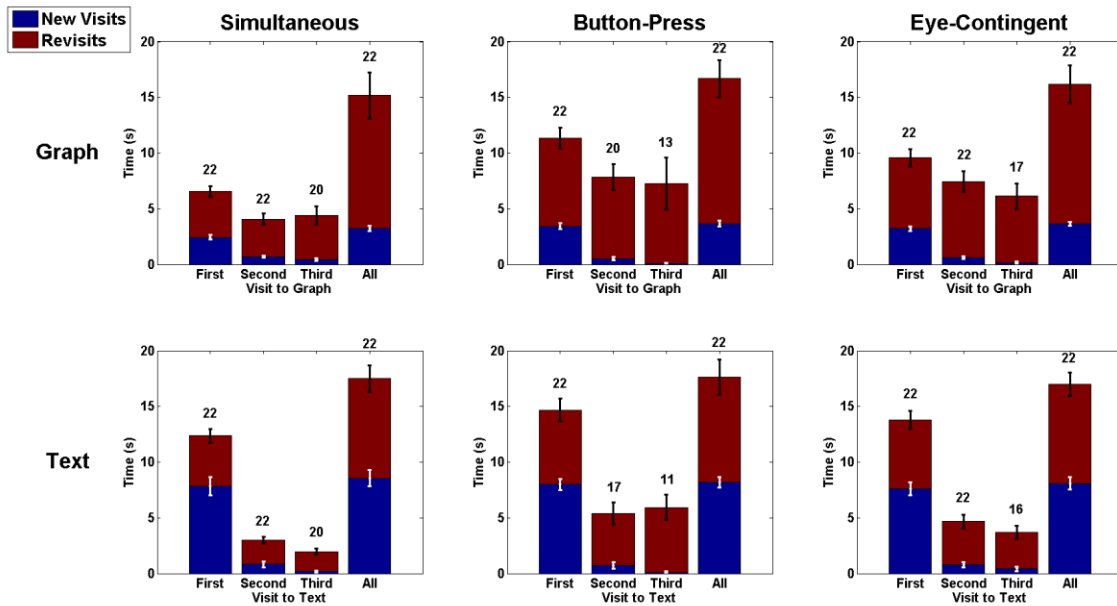 New Visits
Revisits
Simultaneous
Button-Press
Eye-Contingent
Graph
Time (s)
20
15
10
5
0
22
22
20
22
First Second Third All
Visit to Graph
Time (s)
20
15
10
5
0
22
20
13
22
First Second Third All
Visit to Graph
Time (s)
20
15
10
5
0
22
22
17
22
First Second Third All
Visit to Graph
Text
Time (s)
20
15
10
5
0
22
22
20
22
First Second Third All
Visit to Text
Time (s)
20
15
10
5
0
22
17
11
22
First Second Third All
Visit to Text
Time (s)
20
15
10
5
0
22
22
16
22
First Second Third All
Visit to Text